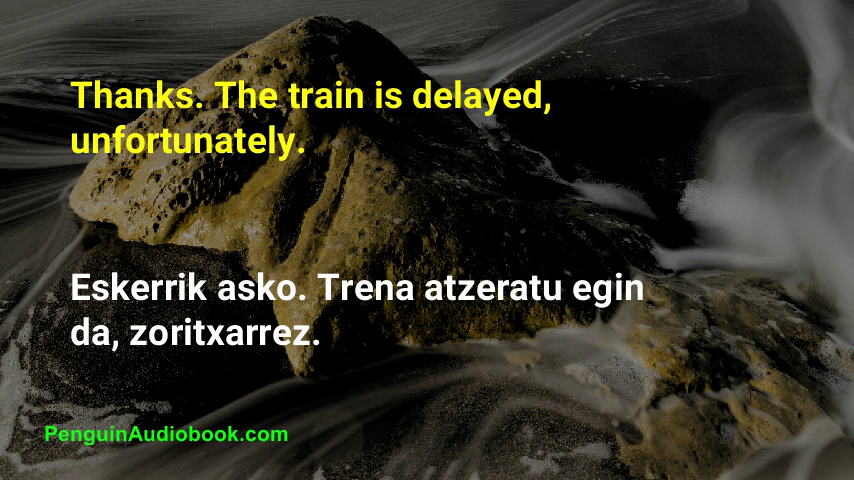 Thanks. The train is delayed,
unfortunately.
Eskerrik asko. Trena atzeratu egin
da, zoritxarrez.
PenguinAudiobook.com